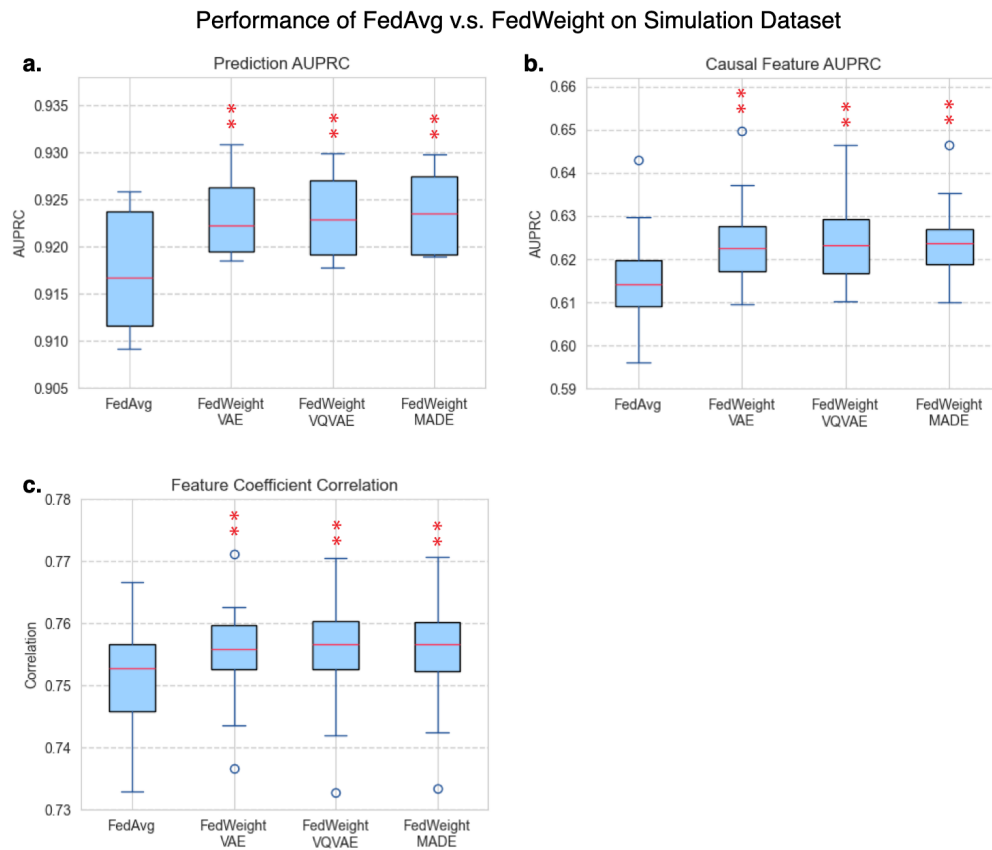 Performance of FedAvg v.s. FedWeight on Simulation Dataset
a.
Prediction AUPRC
**
**
**
0.935
0.930
0.925
0.920
0.915
0.910
0.905
AUPRC
FedAvg
FedWeight
VAE
FedWeight
VQVAE
FedWeight
MADE
b.
Causal Feature AUPRC
**
**
**
0.66
0.65
0.64
0.63
0.62
0.61
0.60
0.59
AUPRC
FedAvg
FedWeight
VAE
FedWeight
VQVAE
FedWeight
MADE
c.
Feature Coefficient Correlation
**
**
**
0.78
0.77
0.76
0.75
0.74
0.73
Correlation
FedAvg
FedWeight
VAE
FedWeight
VQVAE
FedWeight
MADE